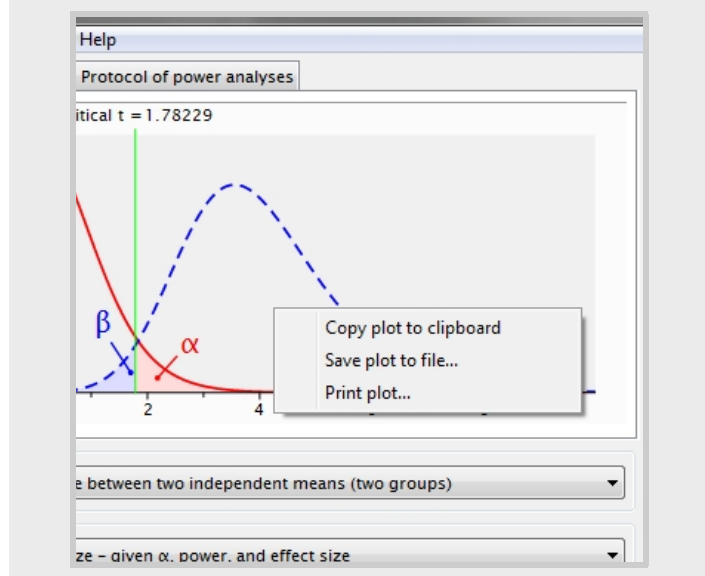 Help
Protocol of power analyses
itical t = 1.78229
β
α
2
4
Copy plot to clipboard
Save plot to file...
Print plot...
e between two independent means (two groups)
ze – given α, power, and effect size